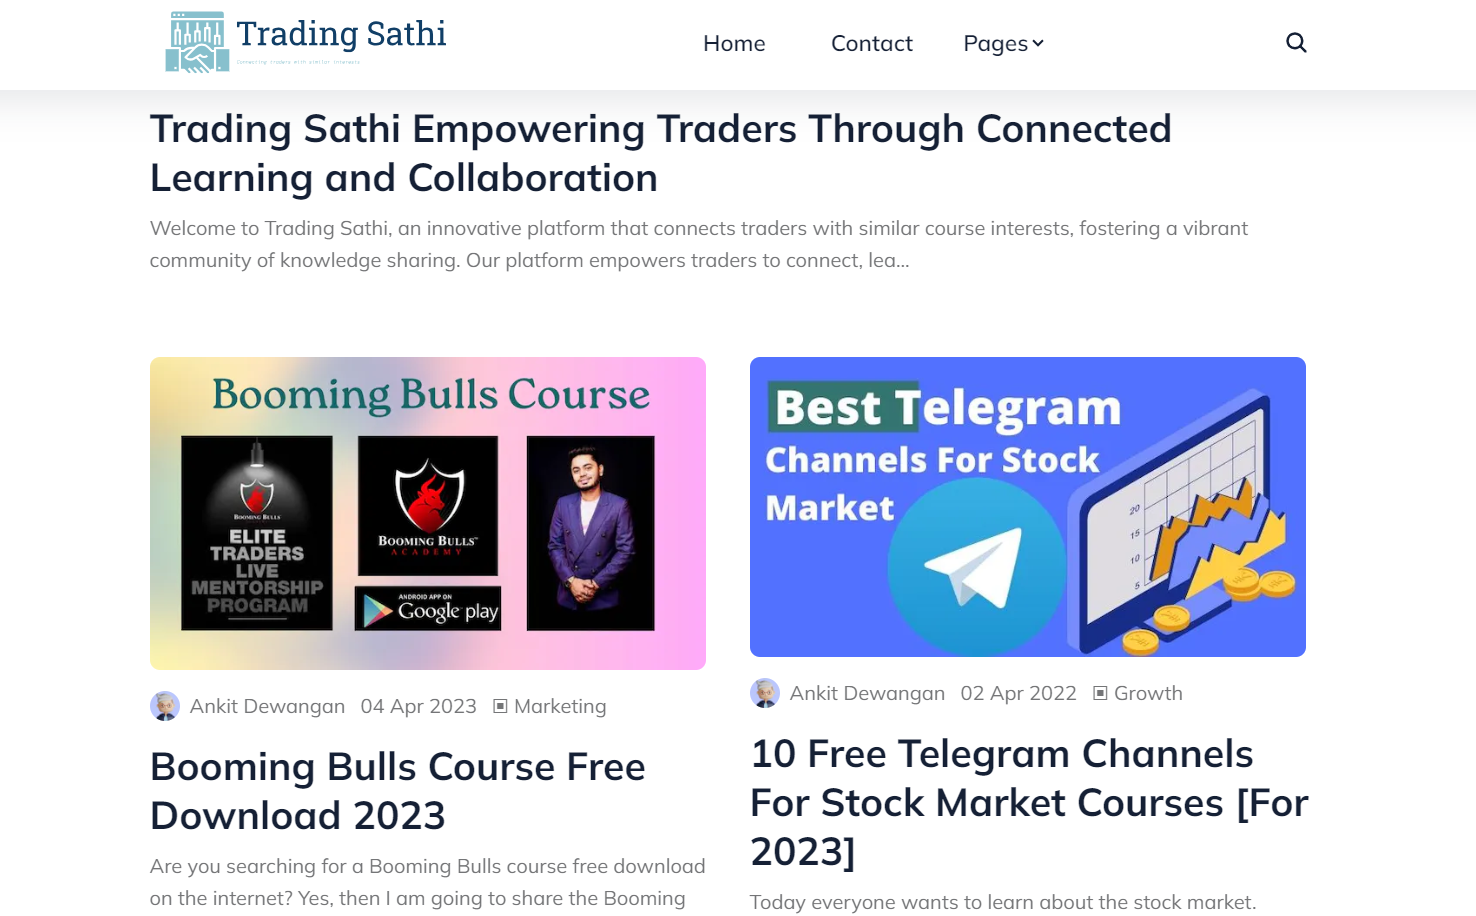 Trading Sathi
Connecting traders with similar interests
Home
Contact
Pages
Trading Sathi Empowering Traders Through Connected
Learning and Collaboration
Welcome to Trading Sathi, an innovative platform that connects traders with similar course interests, fostering a vibrant
community of knowledge sharing. Our platform empowers traders to connect, lea...
Booming Bulls Course
BOOMING BULLS
ELITE
TRADERS
LIVE
MENTORSHIP
PROGRAM
BOOMING BULLS
ACADEMY
ANDROID APP ON
Google play
Ankit Dewangan 04 Apr 2023 Marketing
Booming Bulls Course Free
Download 2023
Are you searching for a Booming Bulls course free download
on the internet? Yes, then I am going to share the Booming
Best Telegram
Channels For Stock
Market
20
15
10
5
Ankit Dewangan 02 Apr 2022 Growth
10 Free Telegram Channels
For Stock Market Courses [For
2023]
Today everyone wants to learn about the stock market.